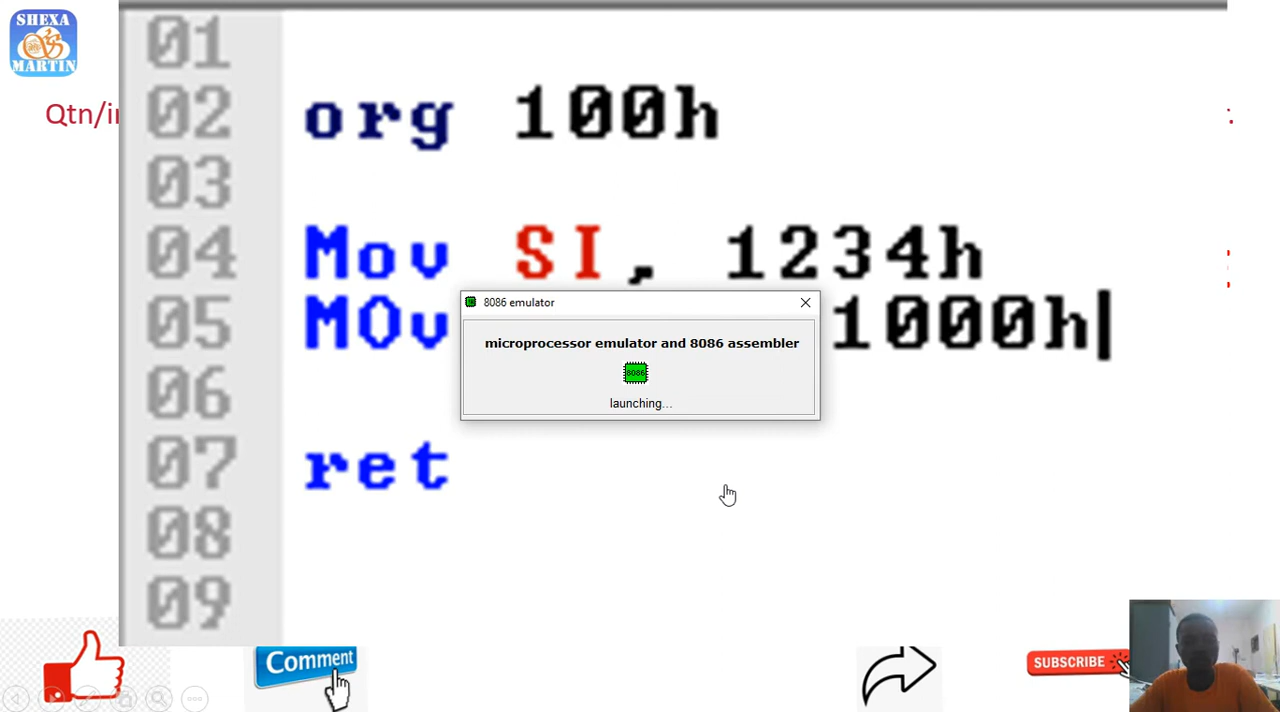 SHEXA
MARTIN
Qtn/i
01
02 org 100h
03
04 Mov SI, 1234h
05 MOv 1000h
06
07 ret
08
09
8086 emulator
microprocessor emulator and 8086 assembler
8086
launching...
Comment
SUBSCRIBE